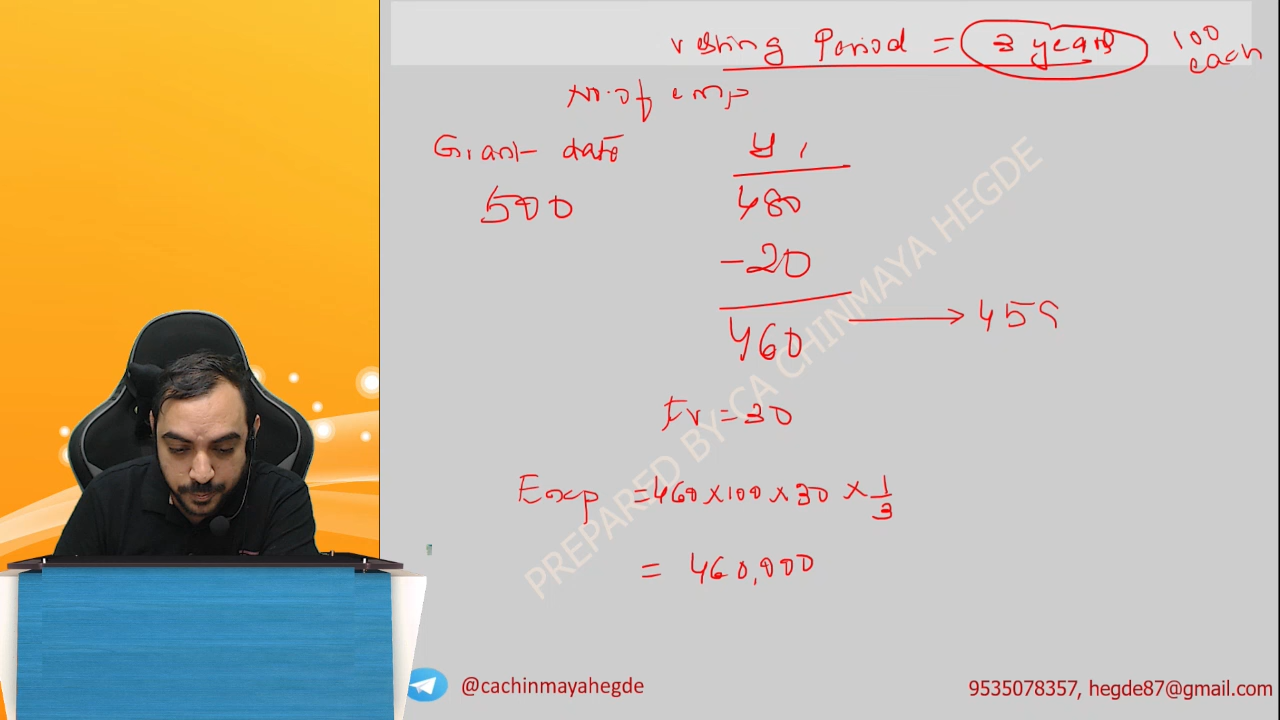 vesting Period = 3 years 100 each
No. of emp
Grant date Y1
500 480
-20
460 → 459
FV = 30
Exp = 460 x 100 x 30 x 1/3
= 460,000
PREPARED BY CA CHINMAYA HEGDE
@cachinmayahegde
9535078357, hegde87@gmail.com